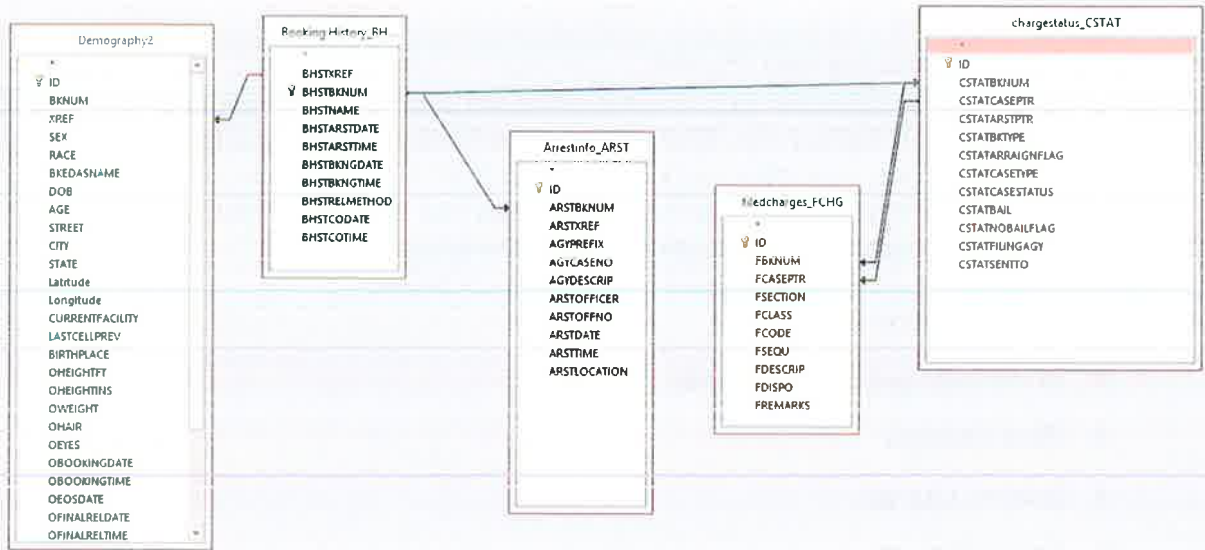 Demography2
*
ID
BKNUM
XREF
SEX
RACE
BKEDASNAME
DOB
AGE
STREET
CITY
STATE
Latitude
Longitude
CURRENTFACILITY
LASTCELLPREV
BIRTHPLACE
OHEIGHTFT
OHEIGHTINS
OWEIGHT
OHAIR
OEYES
OBOOKINGDATE
OBOOKINGTIME
OEOSDATE
OFINALRELDATE
OFINALRELTIME
Booking History_BH...
*
BHSTXREF
BHSTBKNUM
BHSTNAME
BHSTARSTDATE
BHSTARSTTIME
BHSTBKNGDATE
BHSTBKNGTIME
BHSTRELMETHOD
BHSTCODATE
BHSTCOTIME
Arrestinfo_ARST
*
ID
ARSTBKNUM
ARSTXREF
AGYPREFIX
AGYCASENO
AGYDESCRIP
ARSTOFFICER
ARSTOFFNO
ARSTDATE
ARSTTIME
ARSTLOCATION
filedcharges_FCHG
*
ID
FBKNUM
FCASEPTR
FSECTION
FCLASS
FCODE
FSEQU
FDESCRIP
FDISPO
FREMARKS
chargestatus_CSTAT
*
ID
CSTATBKNUM
CSTATCASEPTR
CSTATARSTPTR
CSTATBKTYPE
CSTATARRAIGNFLAG
CSTATCASETYPE
CSTATCASESTATUS
CSTATBAIL
CSTATNOBAILFLAG
CSTATFILINGAGY
CSTATSENTTO